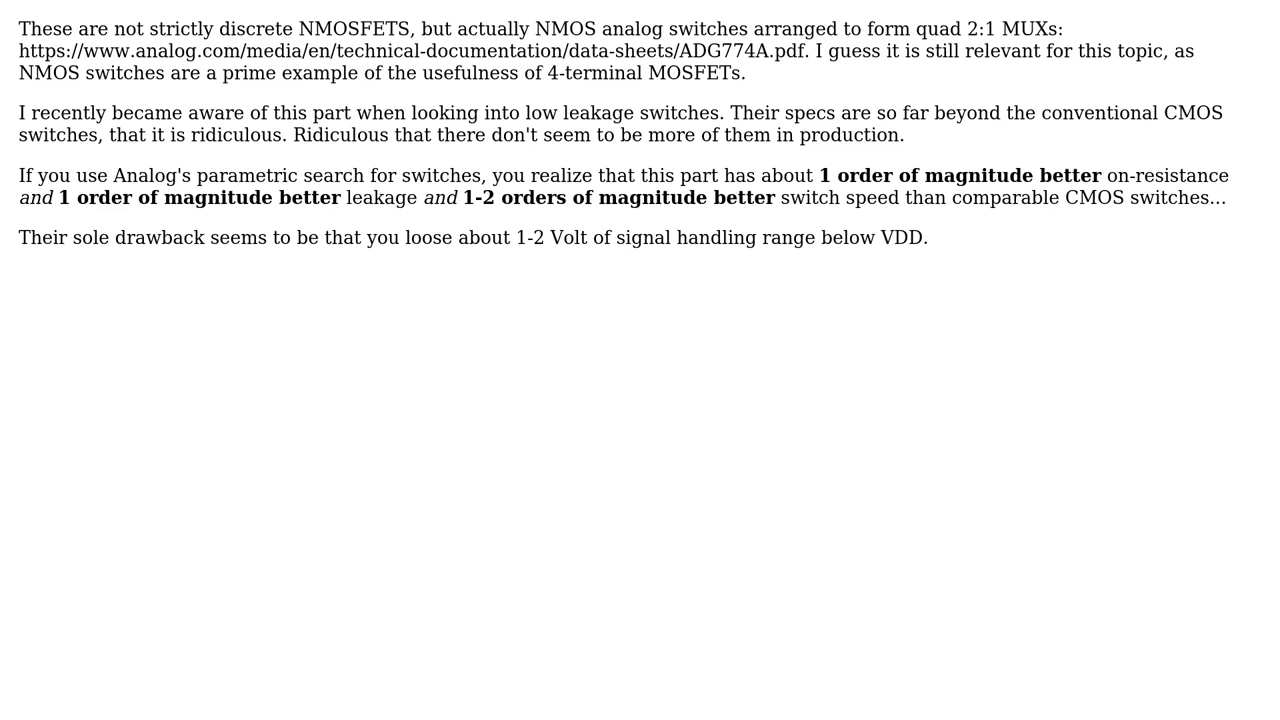 These are not strictly discrete NMOSFETS, but actually NMOS analog switches arranged to form quad 2:1 MUXs:
https://www.analog.com/media/en/technical-documentation/data-sheets/ADG774A.pdf. I guess it is still relevant for this topic, as
NMOS switches are a prime example of the usefulness of 4-terminal MOSFETs.
I recently became aware of this part when looking into low leakage switches. Their specs are so far beyond the conventional CMOS
switches, that it is ridiculous. Ridiculous that there don't seem to be more of them in production.
If you use Analog's parametric search for switches, you realize that this part has about 1 order of magnitude better on-resistance
and 1 order of magnitude better leakage and 1-2 orders of magnitude better switch speed than comparable CMOS switches...
Their sole drawback seems to be that you loose about 1-2 Volt of signal handling range below VDD.